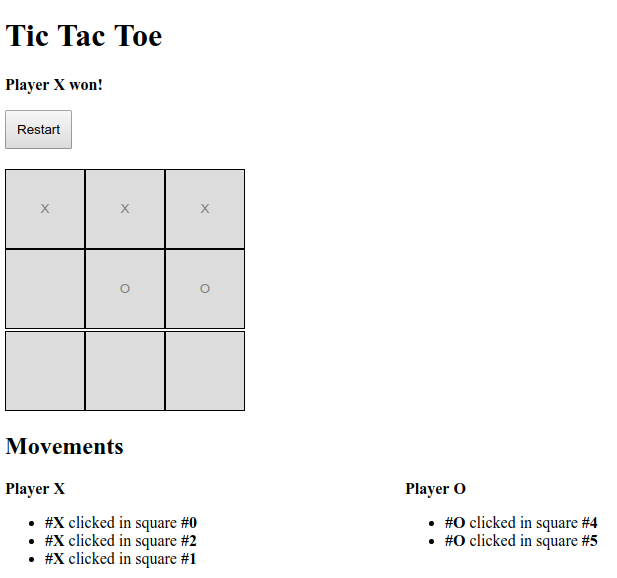 Tic Tac Toe
Player X won!
Restart
X X X
O O
Movements
Player X
#X clicked in square #0
#X clicked in square #2
#X clicked in square #1
Player O
#O clicked in square #4
#O clicked in square #5